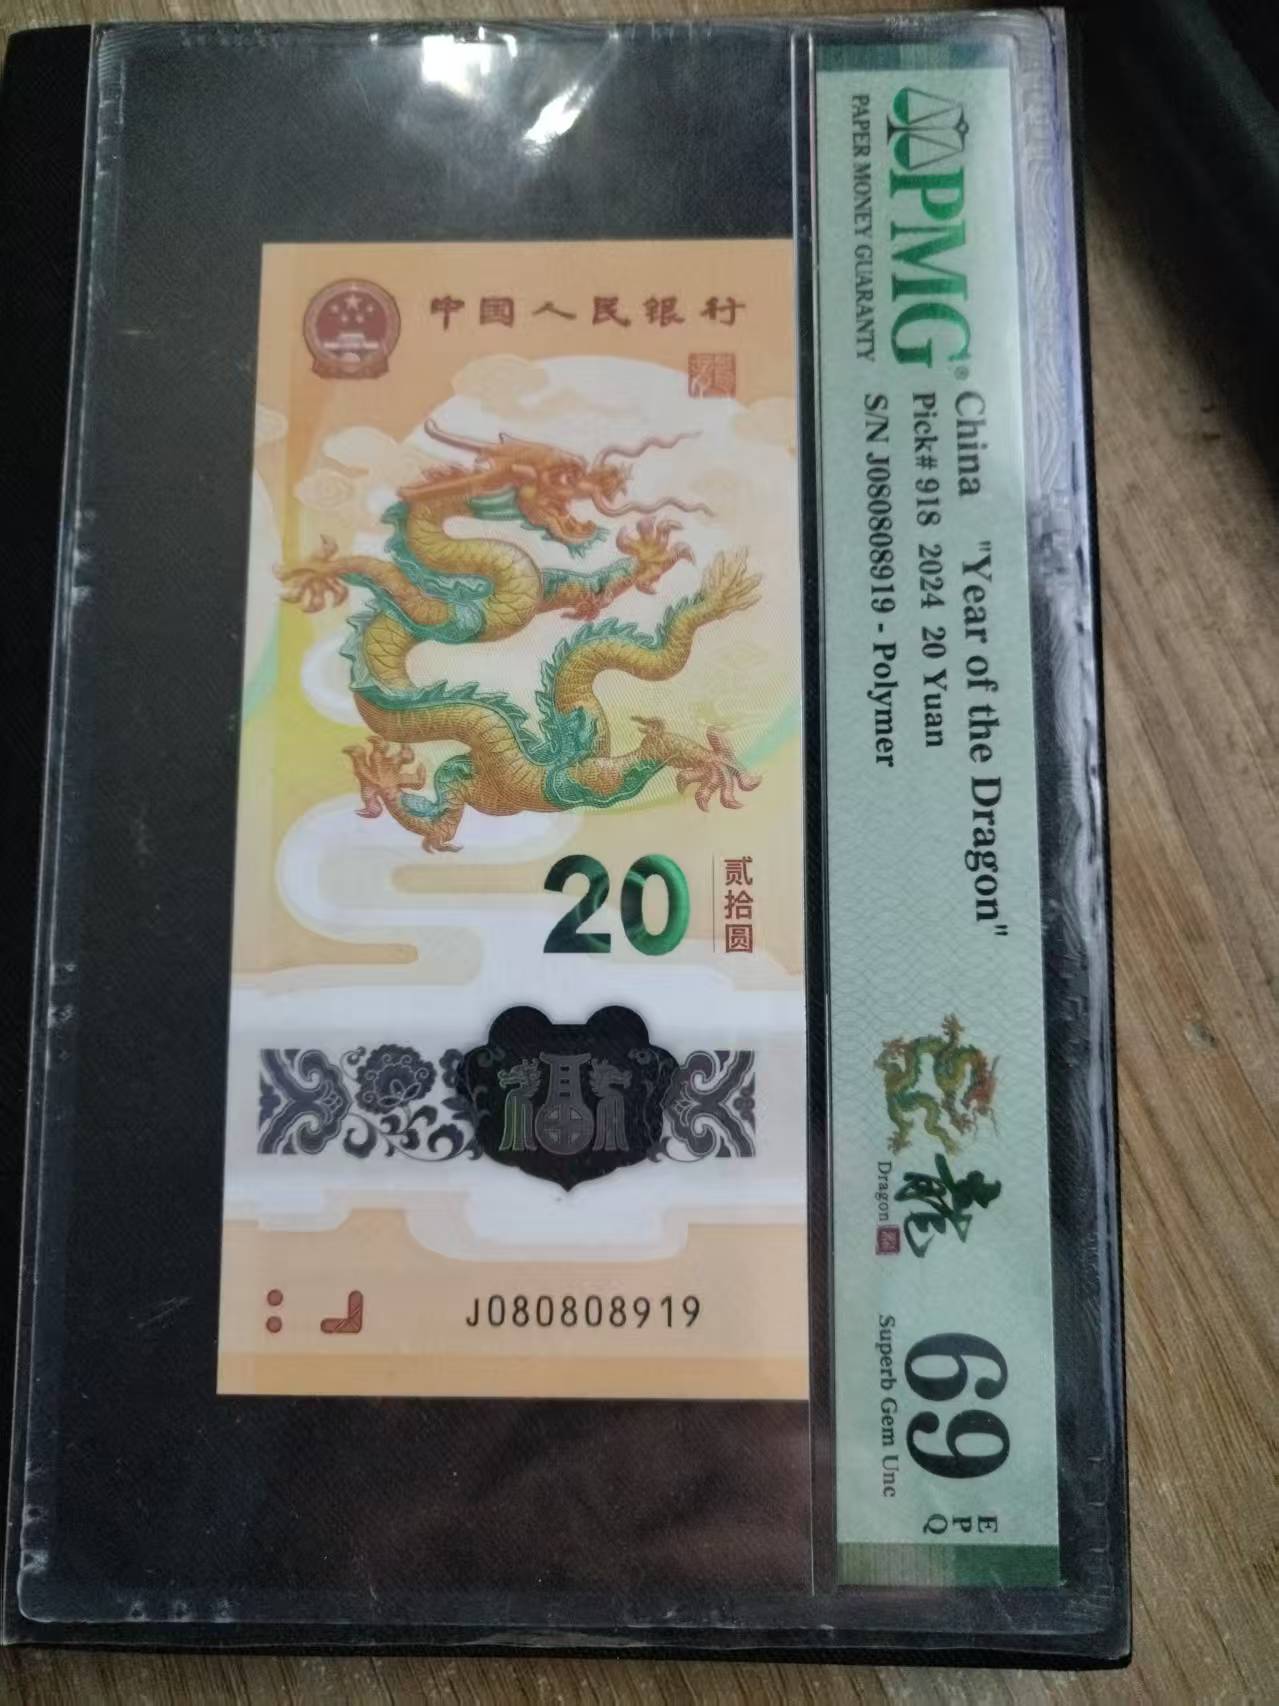 中国人民银行
20
贰拾圆
J080808919
PMG®
PAPER MONEY GUARANTY
China "Year of the Dragon"
Pick# 918 2024 20 Yuan
S/N J080808919 - Polymer
龍
Dragon
69
EPQ
Superb Gem Unc